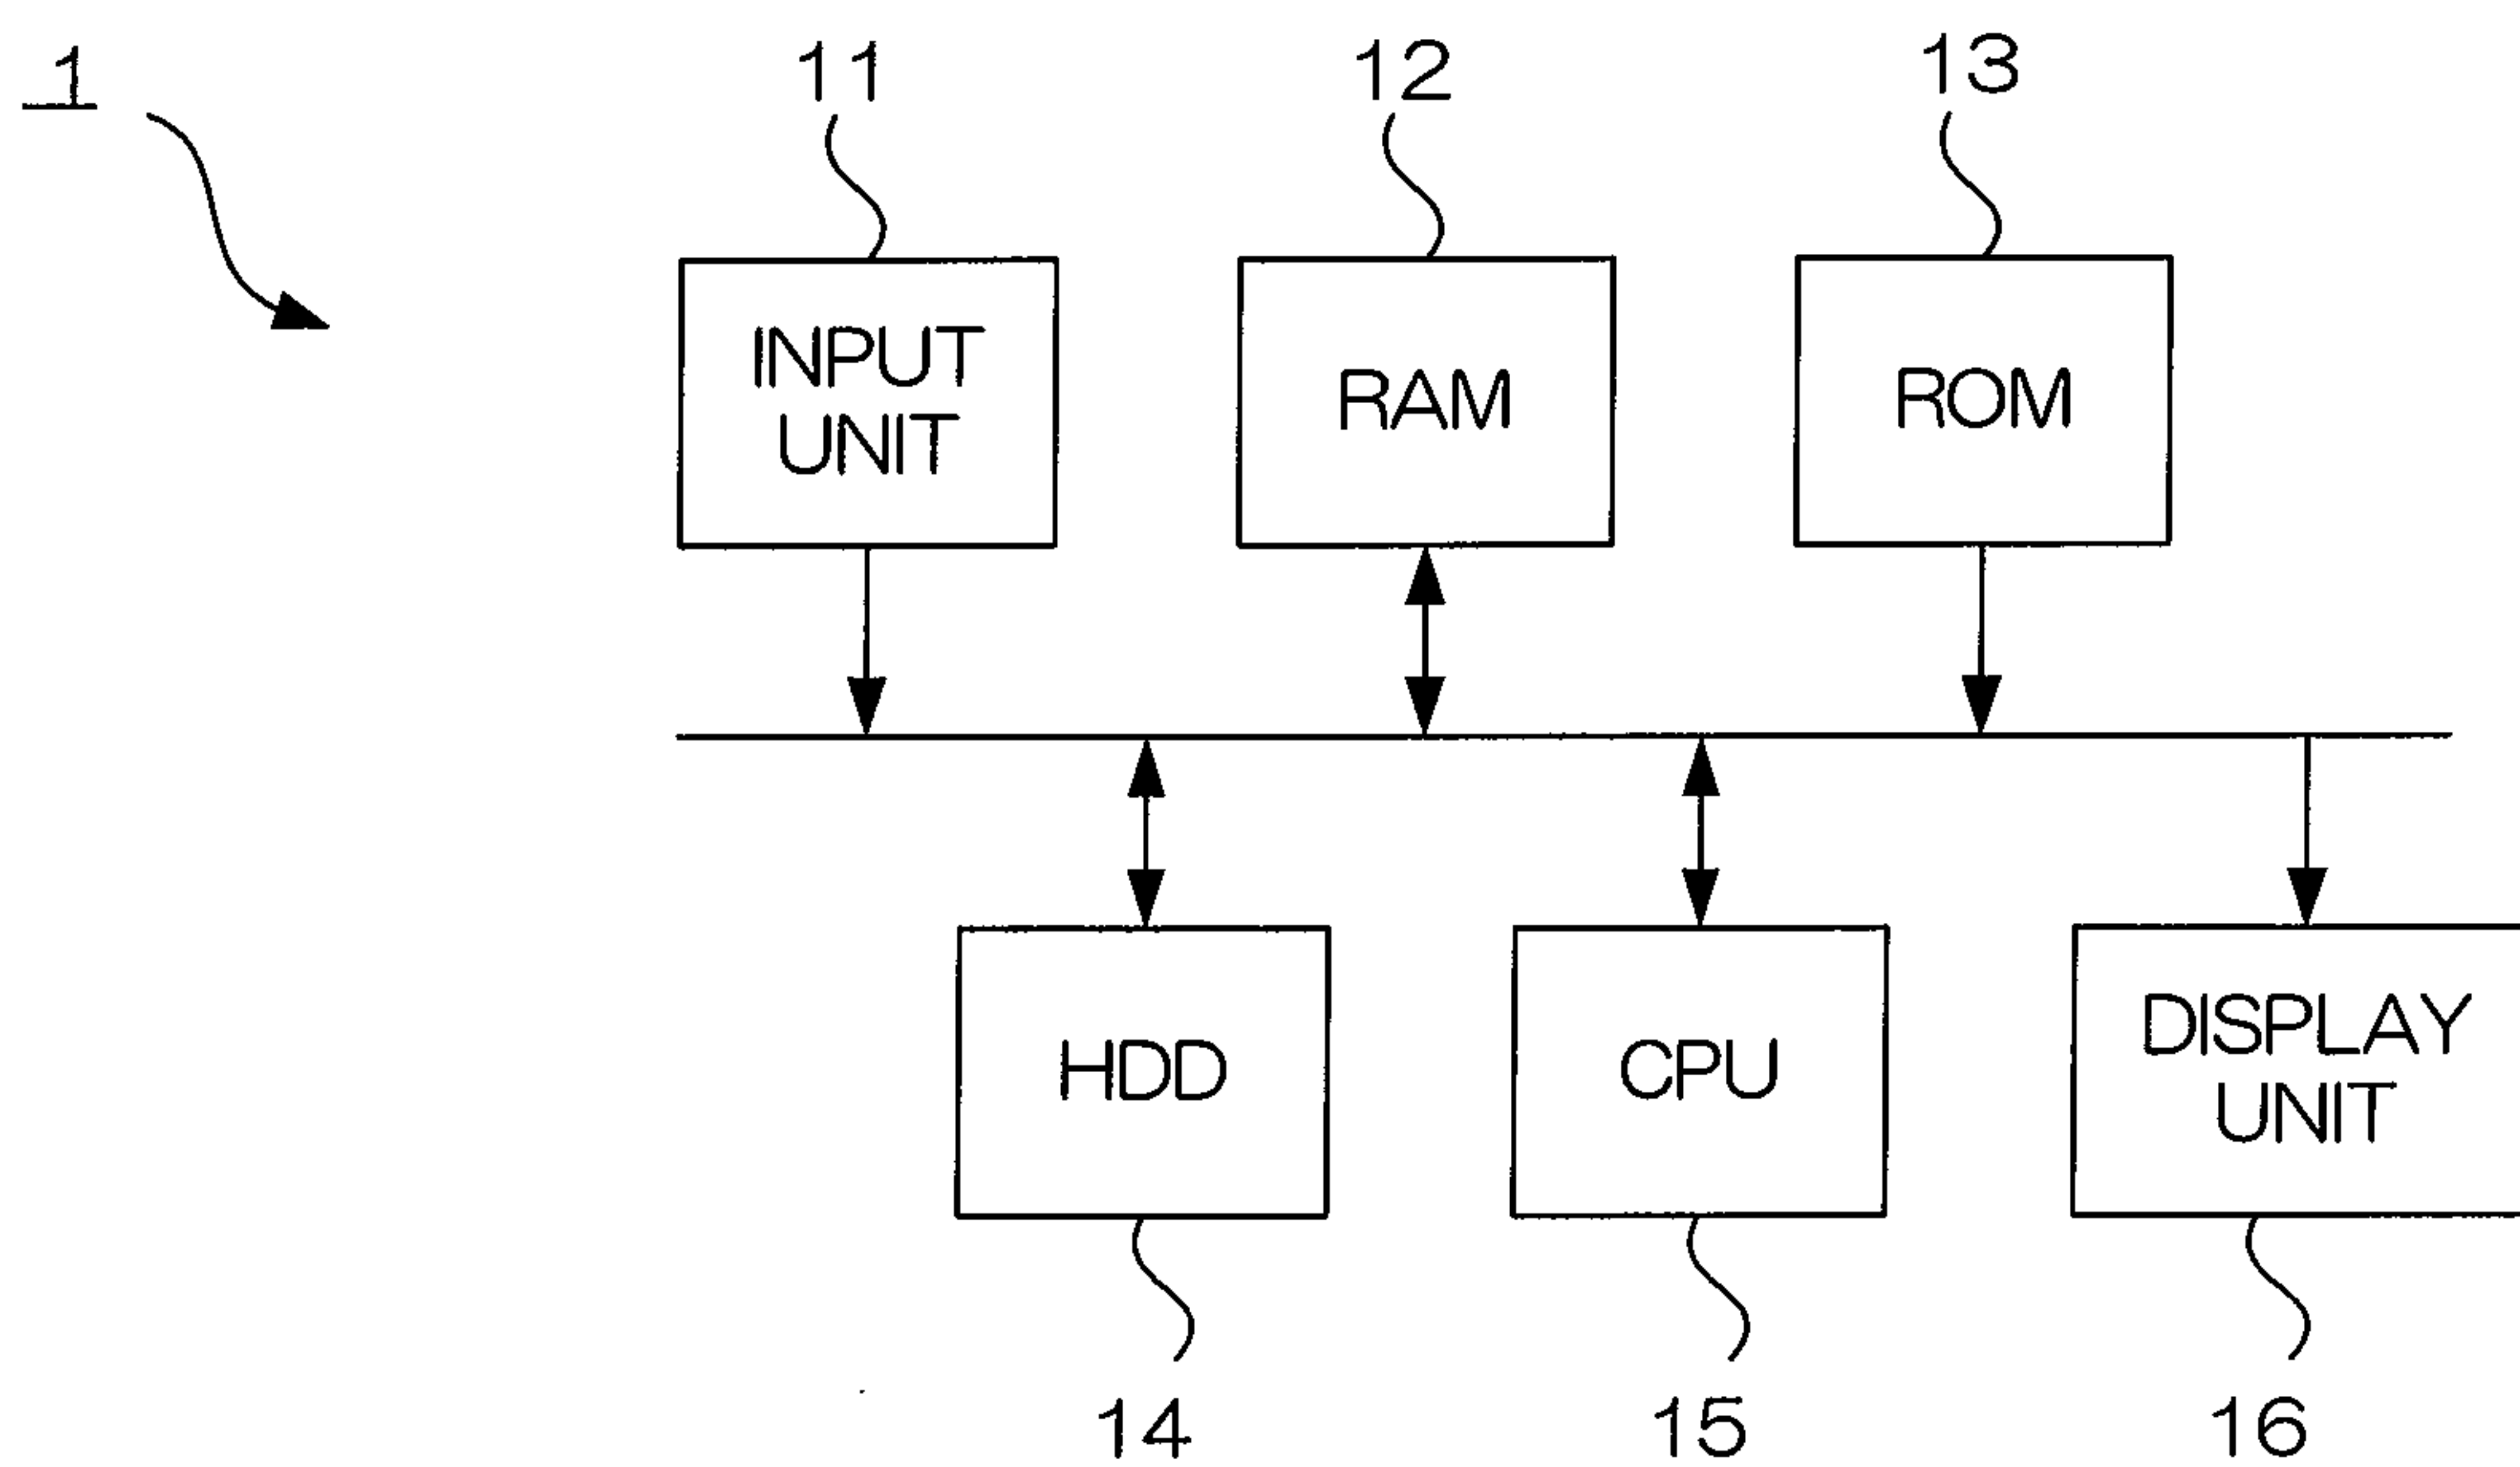 1
11
12
13
INPUT
UNIT
RAM
ROM
HDD
CPU
DISPLAY
UNIT
14
15
16